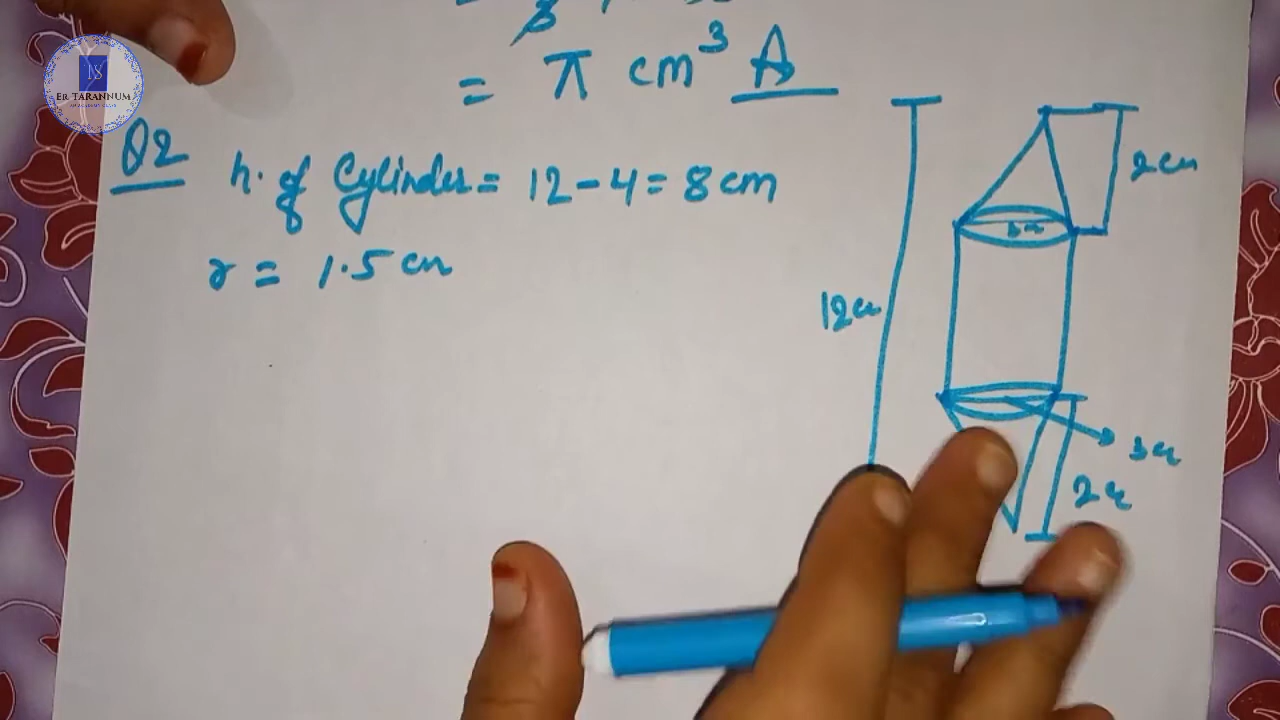 = π cm³ A
Q2
h. of Cylinder = 12 - 4 = 8 cm
r = 1.5 cm
2cm
12cm
3cm
2cm
ER TARANNUM